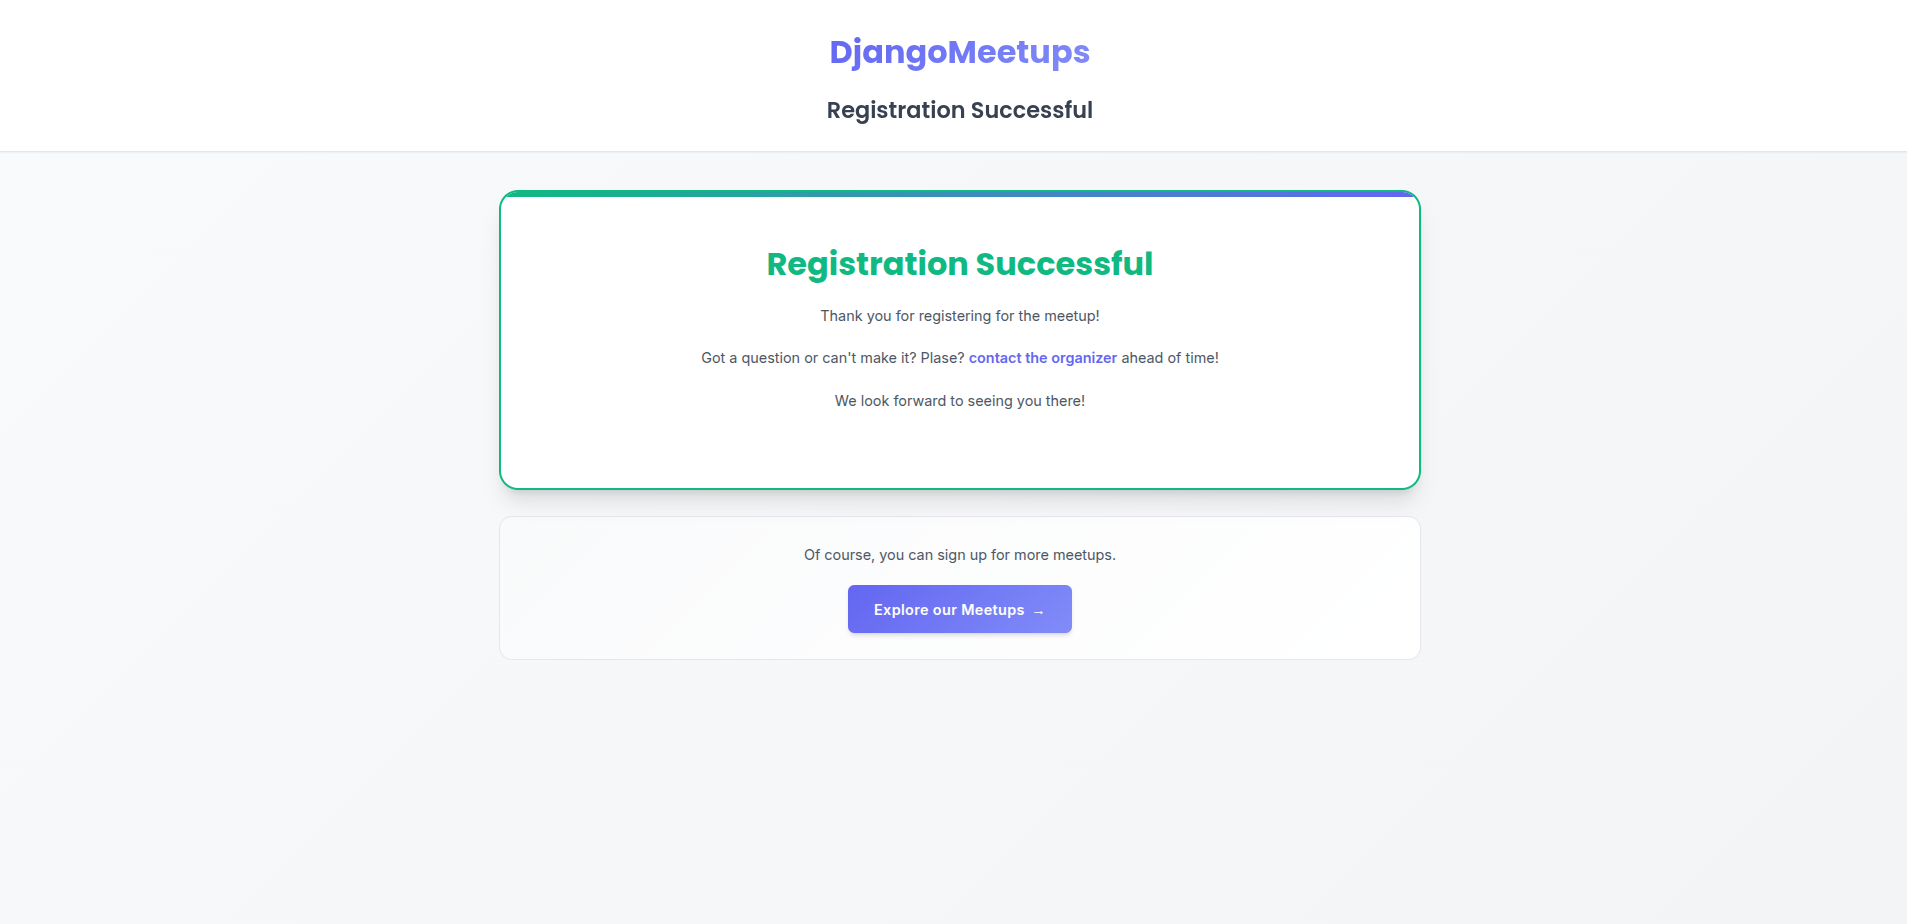 DjangoMeetups
Registration Successful
Registration Successful
Thank you for registering for the meetup!
Got a question or can't make it? Plase? contact the organizer ahead of time!
We look forward to seeing you there!
Of course, you can sign up for more meetups.
Explore our Meetups →